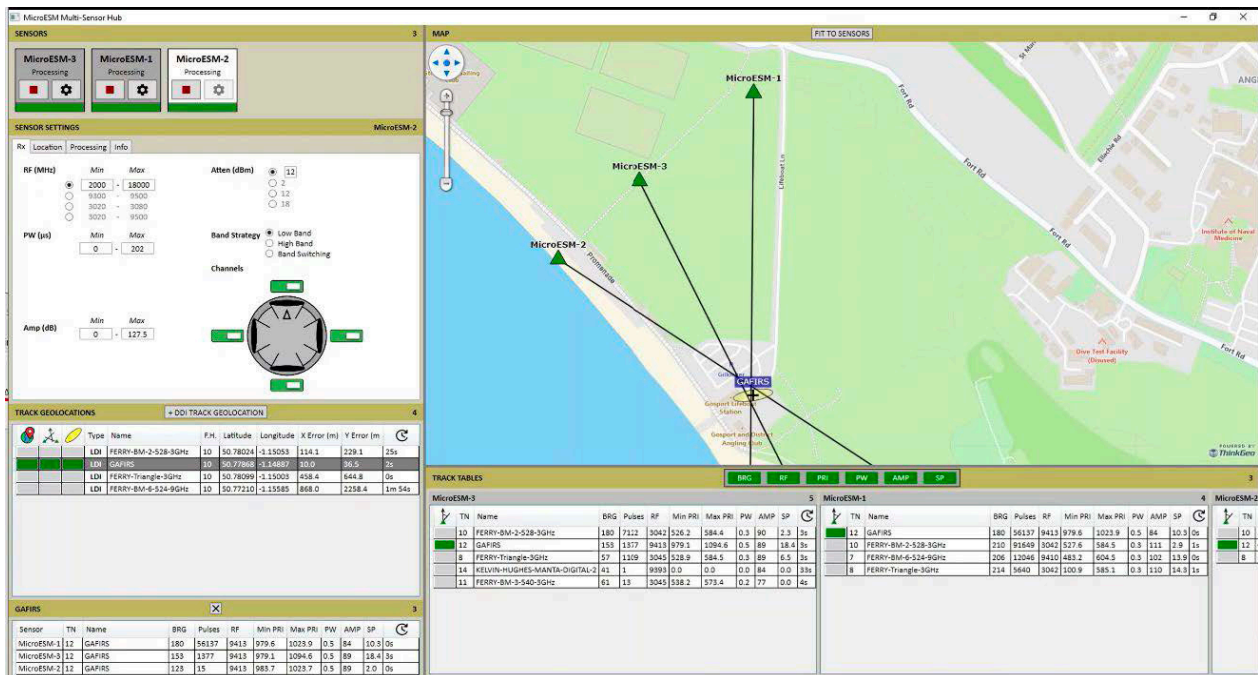 MicroESM Multi-Sensor Hub
SENSORS 3
MicroESM-3 MicroESM-1 MicroESM-2
Processing Processing Processing
SENSOR SETTINGS MicroESM-2
Rx Location Processing Info
RF (MHz) Min Max Atten (dBm) 12
2000 - 18000 2
9300 - 9500 12
3020 - 3080 18
3020 - 9500
PW (µs) Min Max Band Strategy Low Band
0 - 202 High Band
Band Switching
Channels
Amp (dB) Min Max
0 - 127.5
TRACK GEOLOCATIONS + DDI TRACK GEOLOCATION 4
Type Name F.H. Latitude Longitude X Error (m) Y Error (m
LDI FERRY-BM-2-528-3GHz 10 50.78024 -1.15053 114.1 229.1 25s
LDI GAFIRS 10 50.77868 -1.14887 10.0 36.5 2s
LDI FERRY-Triangle-3GHz 10 50.78099 -1.15003 458.4 644.8 0s
LDI FERRY-BM-6-524-9GHz 10 50.77210 -1.15585 868.0 2258.4 1m 54s
GAFIRS X 3
Sensor TN Name BRG Pulses RF Min PRI Max PRI PW AMP SP
MicroESM-1 12 GAFIRS 180 56137 9413 979.6 1023.9 0.5 84 10.3 0s
MicroESM-3 12 GAFIRS 153 1377 9413 979.1 1094.6 0.5 89 18.4 3s
MicroESM-2 12 GAFIRS 123 15 9413 983.7 1023.7 0.5 89 2.0 0s
MAP FIT TO SENSORS
MicroESM-1
MicroESM-3
MicroESM-2
Promenade
Lifeboat Ln
Fort Rd
Fort Rd
Fort Rd
Ellachie Rd
St Mar
ANG
Institute of Naval
Medicine
Dive Test Facility
(Disused)
GAFIRS
Gosport Lifeboat
Station
Gosport and District
Angling Club
POWERED BY
ThinkGeo
TRACK TABLES BRG RF PRI PW AMP SP 3
MicroESM-3 5
TN Name BRG Pulses RF Min PRI Max PRI PW AMP SP
10 FERRY-BM-2-528-3GHz 180 7122 3042 526.2 584.4 0.3 90 2.3 3s
12 GAFIRS 153 1377 9413 979.1 1094.6 0.5 89 18.4 3s
8 FERRY-Triangle-3GHz 57 1109 3045 528.9 584.5 0.3 89 6.5 3s
14 KELVIN-HUGHES-MANTA-DIGITAL-2 41 1 9393 0.0 0.0 0.0 84 0.0 33s
11 FERRY-BM-3-540-3GHz 61 13 3045 538.2 573.4 0.2 77 0.0 4s
MicroESM-1 4
TN Name BRG Pulses RF Min PRI Max PRI PW AMP SP
12 GAFIRS 180 56137 9413 979.6 1023.9 0.5 84 10.3 0s
10 FERRY-BM-2-528-3GHz 210 91649 3042 527.6 584.5 0.3 111 2.9 1s
7 FERRY-BM-6-524-9GHz 206 12046 9410 483.2 604.5 0.3 102 13.9 0s
8 FERRY-Triangle-3GHz 214 5640 3042 100.9 585.1 0.3 110 14.3 1s
MicroESM-2
TN
10
12
8